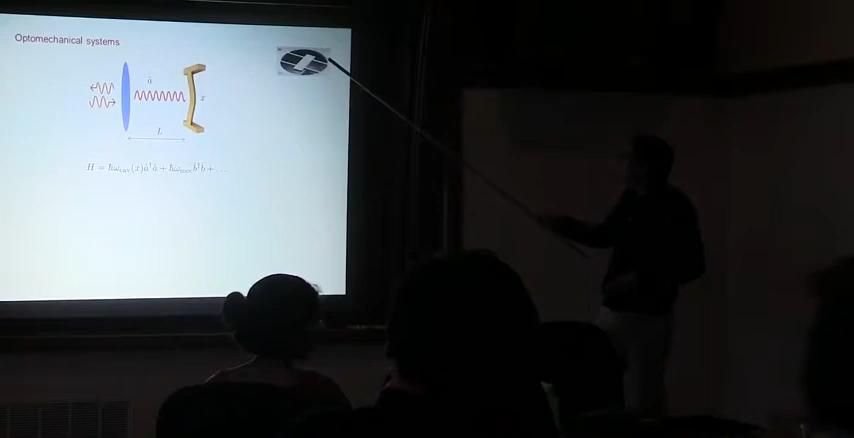 Optomechanical systems
â
x
L
H = ħω_cav(x)â†â + ħω_mec b̂†b̂ + ...